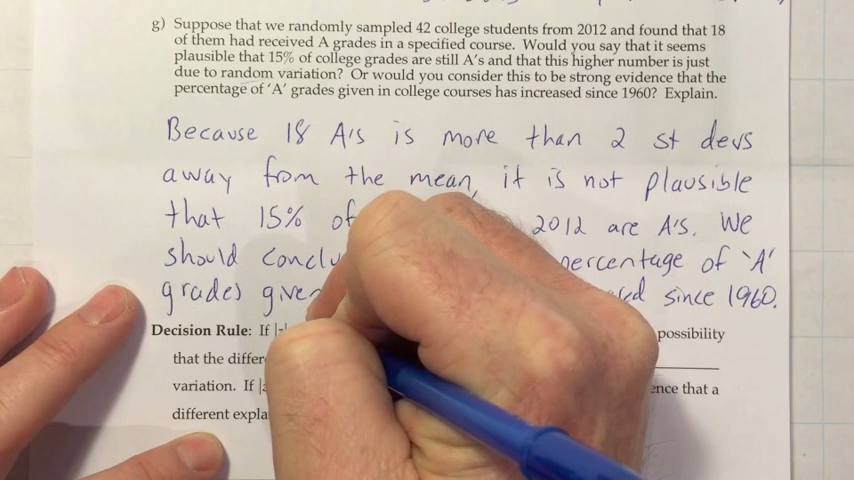 g) Suppose that we randomly sampled 42 college students from 2012 and found that 18
of them had received A grades in a specified course. Would you say that it seems
plausible that 15% of college grades are still A's and that this higher number is just
due to random variation? Or would you consider this to be strong evidence that the
percentage of 'A' grades given in college courses has increased since 1960? Explain.
Because 18 A's is more than 2 st devs
away from the mean, it is not plausible
that 15% of 2012 are A's. We
should percentage of 'A'
grades since 1960.
Decision Rule: If possibility
that the
variation. If that a
different